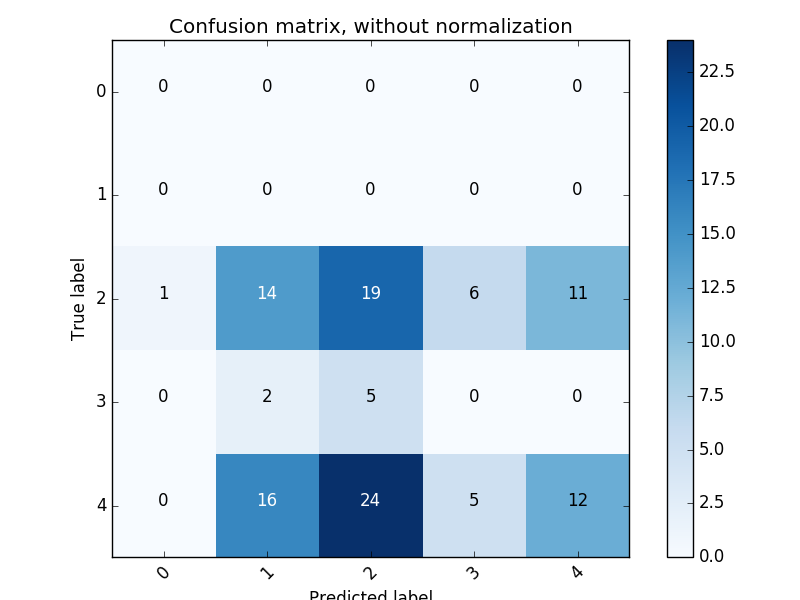 Confusion matrix, without normalization
True label
0 0 0 0 0 0
1 0 0 0 0 0
2 1 14 19 6 11
3 0 2 5 0 0
4 0 16 24 5 12
0 1 2 3 4
Predicted label
22.5
20.0
17.5
15.0
12.5
10.0
7.5
5.0
2.5
0.0